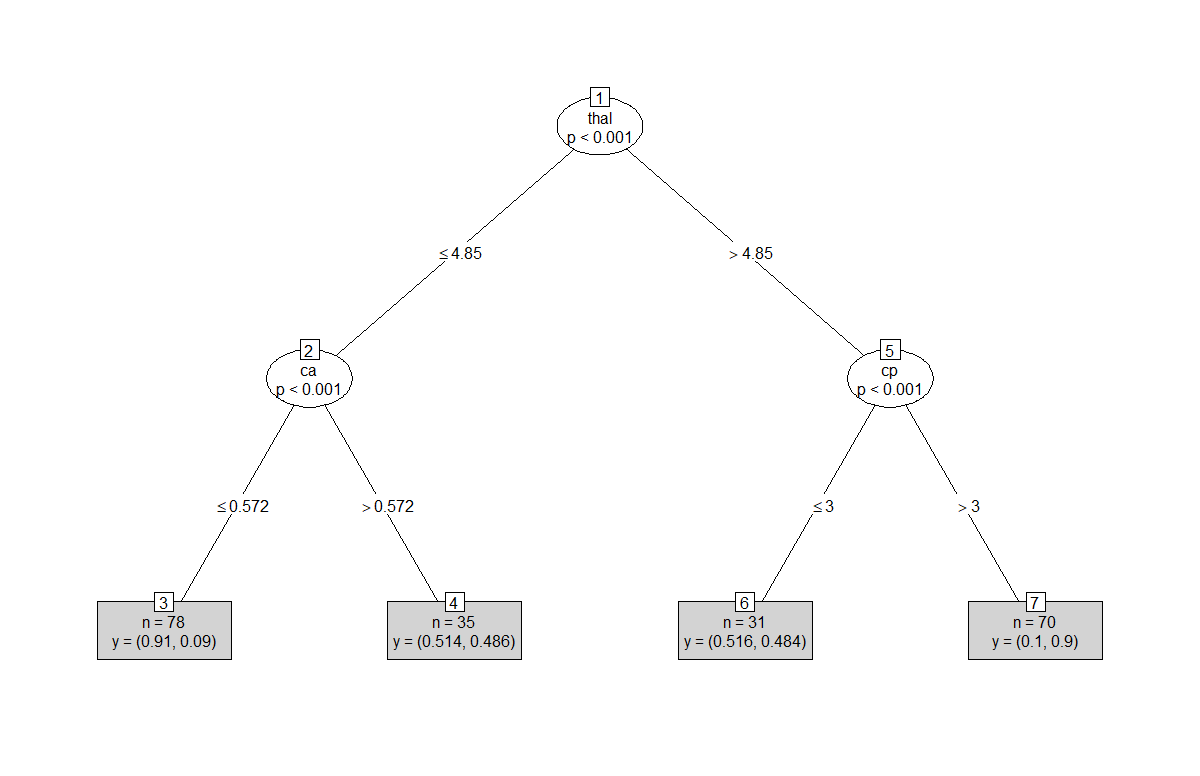 1
thal
p < 0.001
≤ 4.85
> 4.85
2
ca
p < 0.001
5
cp
p < 0.001
≤ 0.572
> 0.572
≤ 3
> 3
3
n = 78
y = (0.91, 0.09)
4
n = 35
y = (0.514, 0.486)
6
n = 31
y = (0.516, 0.484)
7
n = 70
y = (0.1, 0.9)